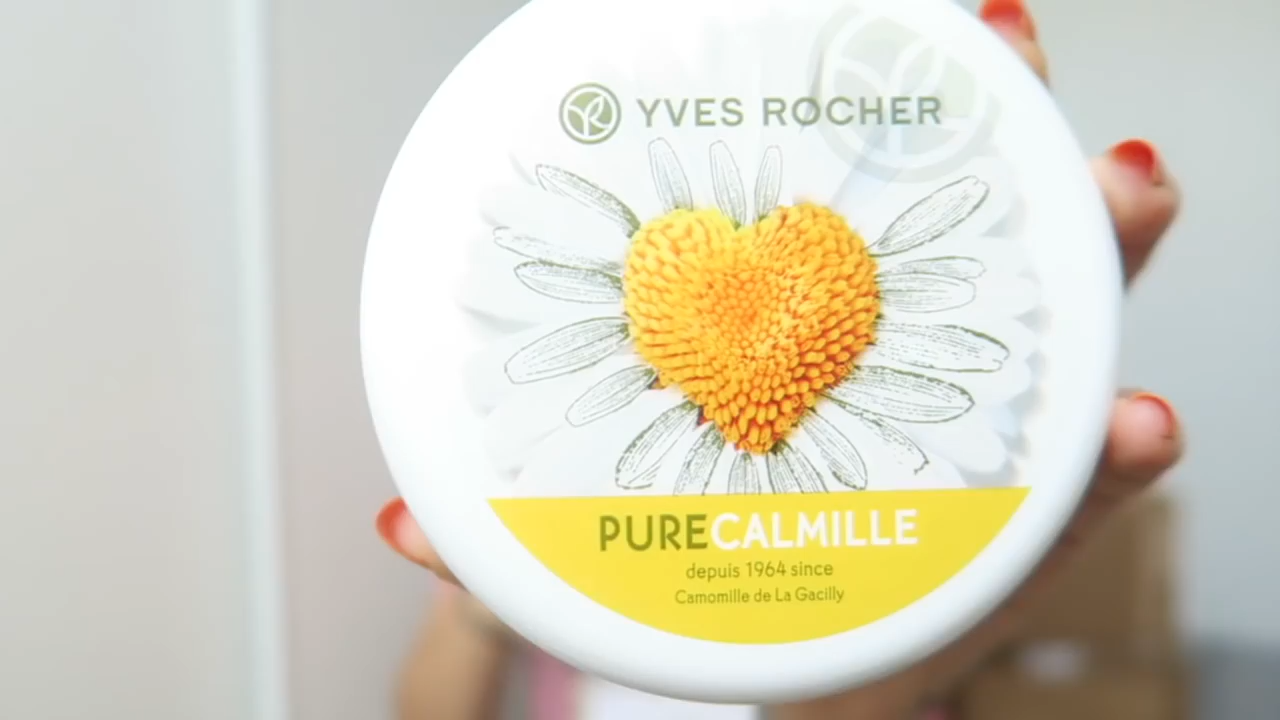 YVES ROCHER
PURECALMILLE
depuis 1964 since
Camomille de La Gacilly